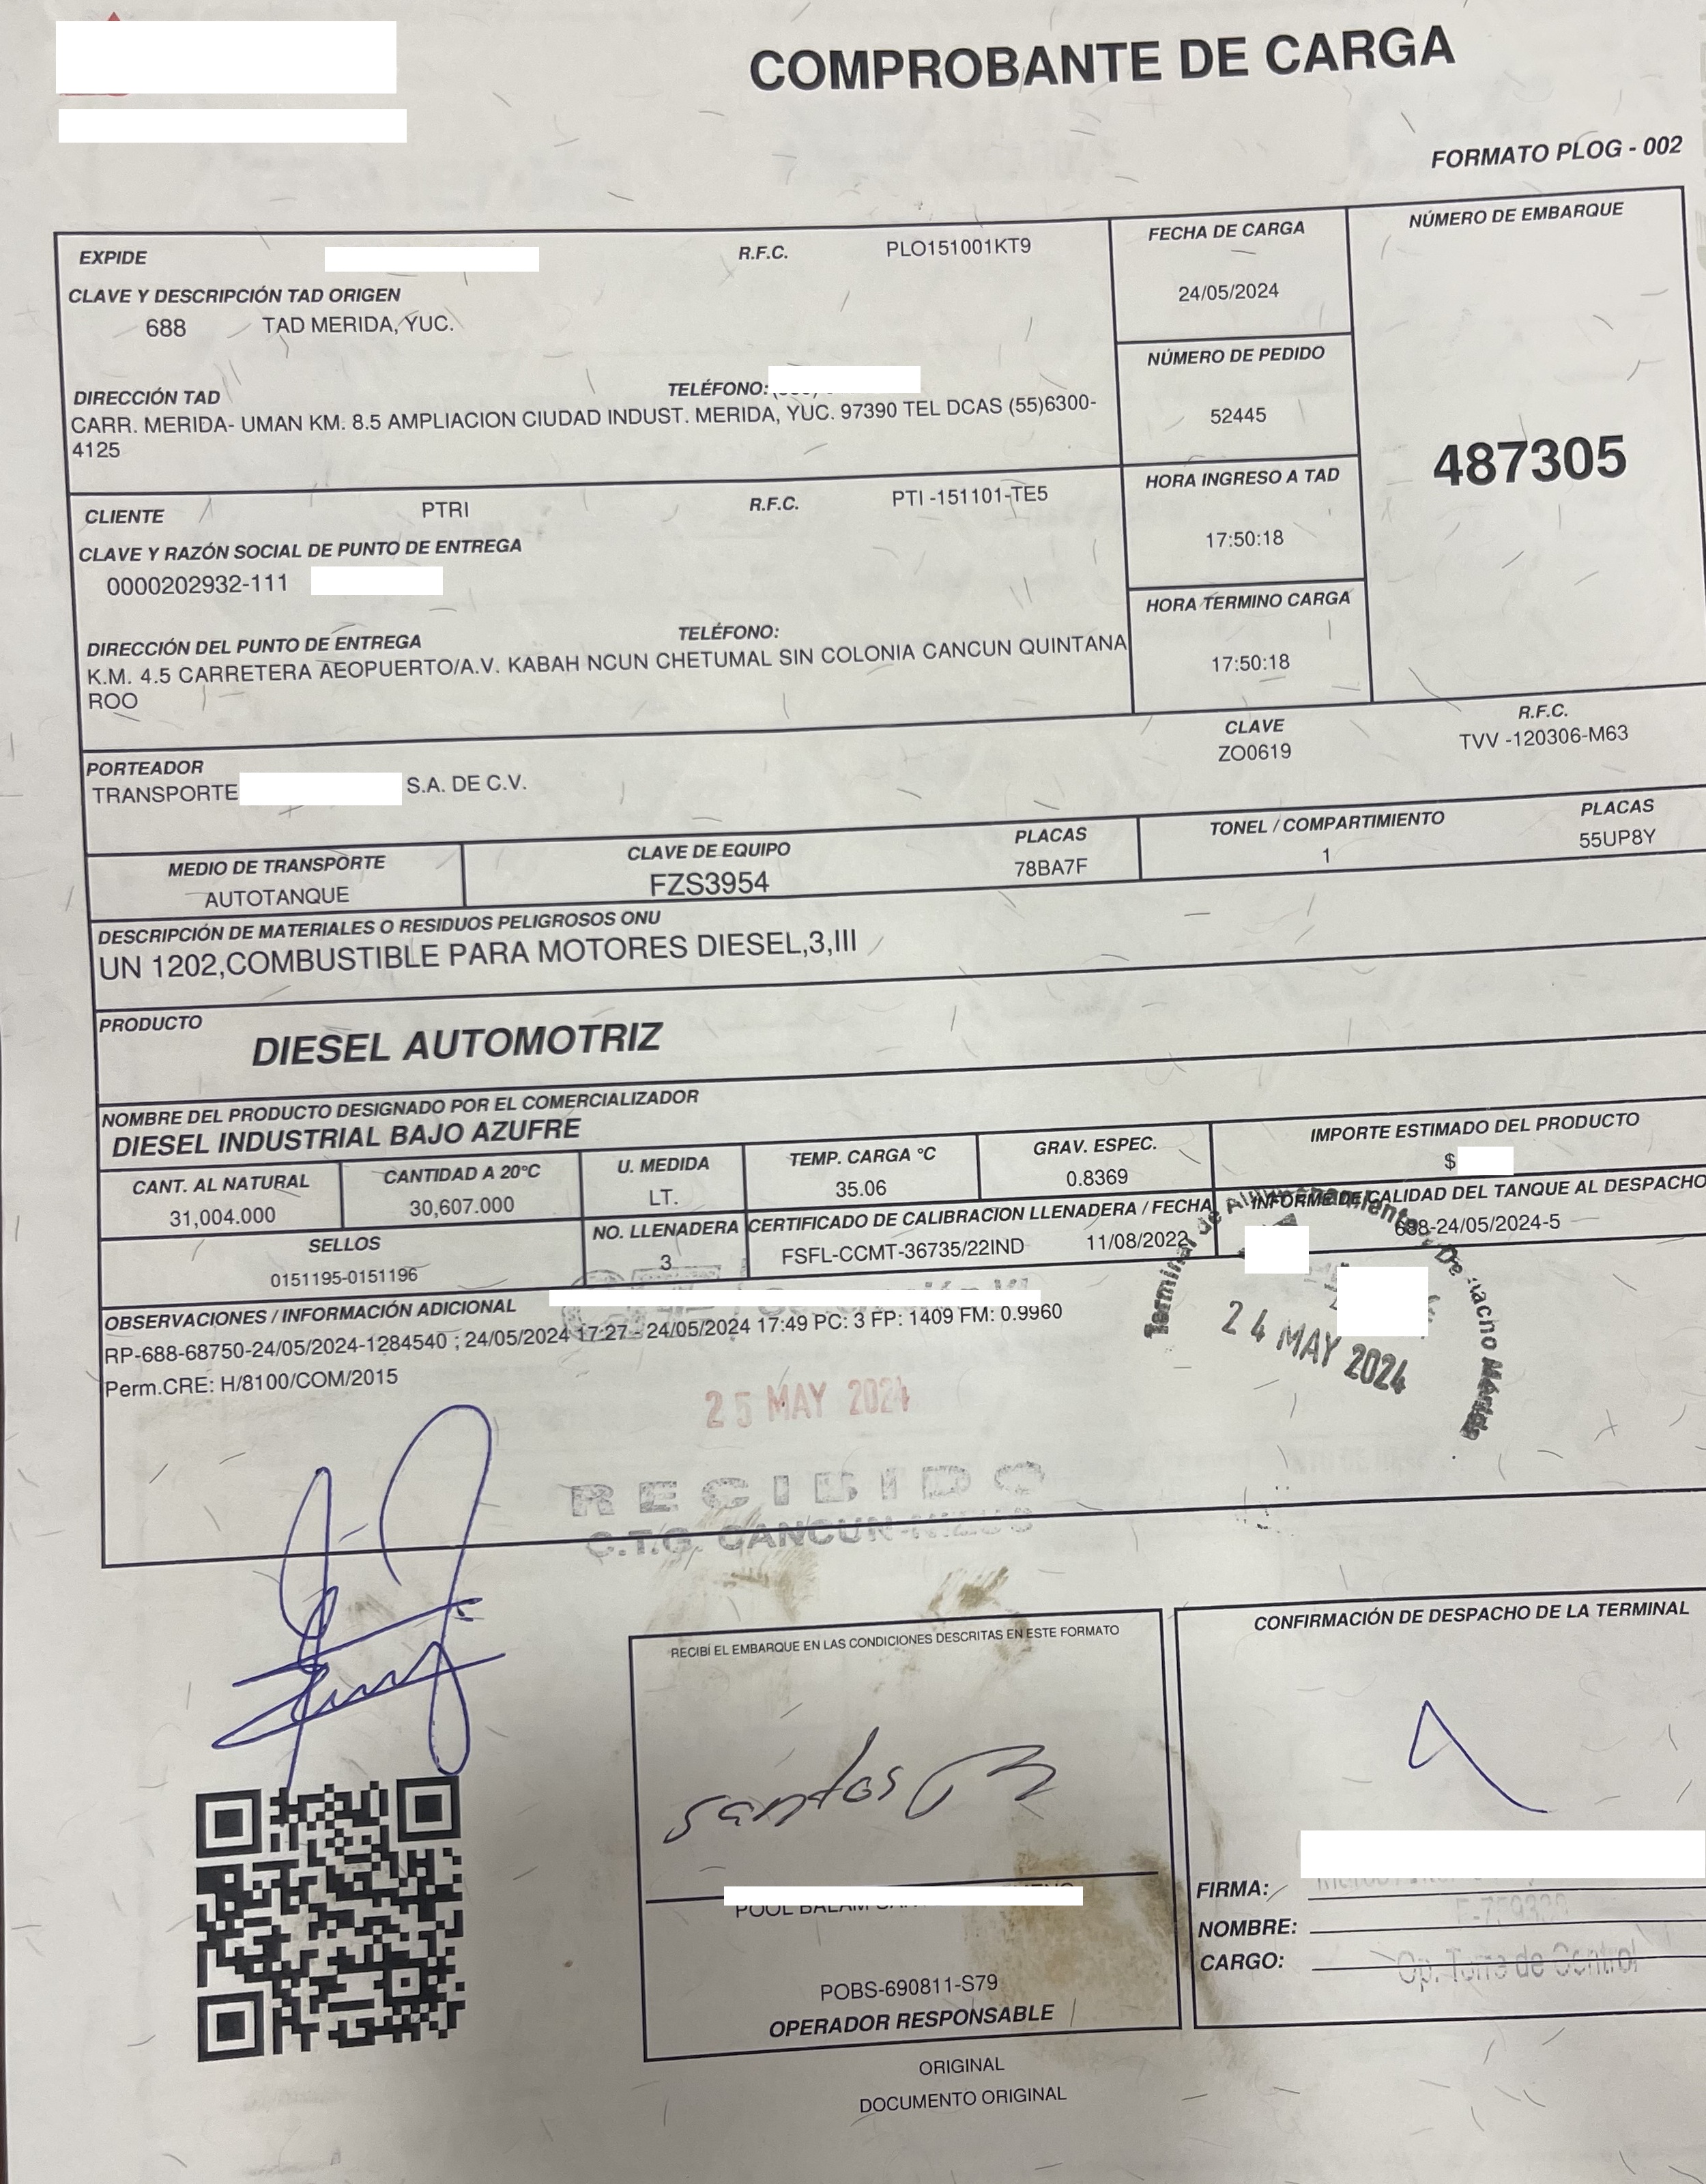 COMPROBANTE DE CARGA
FORMATO PLOG - 002
EXPIDE R.F.C. PLO151001KT9
CLAVE Y DESCRIPCIÓN TAD ORIGEN
688 TAD MERIDA, YUC.
DIRECCIÓN TAD TELÉFONO:
CARR. MERIDA- UMAN KM. 8.5 AMPLIACION CIUDAD INDUST. MERIDA, YUC. 97390 TEL DCAS (55)6300-
4125
FECHA DE CARGA
24/05/2024
NÚMERO DE PEDIDO
52445
HORA INGRESO A TAD
17:50:18
HORA TERMINO CARGA
17:50:18
NÚMERO DE EMBARQUE
487305
CLIENTE PTRI R.F.C. PTI -151101-TE5
CLAVE Y RAZÓN SOCIAL DE PUNTO DE ENTREGA
0000202932-111
DIRECCIÓN DEL PUNTO DE ENTREGA TELÉFONO:
K.M. 4.5 CARRETERA AEOPUERTO/A.V. KABAH NCUN CHETUMAL SIN COLONIA CANCUN QUINTANA
ROO
PORTEADOR CLAVE R.F.C.
TRANSPORTE S.A. DE C.V. ZO0619 TVV -120306-M63
MEDIO DE TRANSPORTE CLAVE DE EQUIPO PLACAS TONEL / COMPARTIMIENTO PLACAS
AUTOTANQUE FZS3954 78BA7F 1 55UP8Y
DESCRIPCIÓN DE MATERIALES O RESIDUOS PELIGROSOS ONU
UN 1202,COMBUSTIBLE PARA MOTORES DIESEL,3,III
PRODUCTO
DIESEL AUTOMOTRIZ
NOMBRE DEL PRODUCTO DESIGNADO POR EL COMERCIALIZADOR
DIESEL INDUSTRIAL BAJO AZUFRE
CANT. AL NATURAL CANTIDAD A 20°C U. MEDIDA TEMP. CARGA °C GRAV. ESPEC. IMPORTE ESTIMADO DEL PRODUCTO
31,004.000 30,607.000 LT. 35.06 0.8369 $
SELLOS NO. LLENADERA CERTIFICADO DE CALIBRACION LLENADERA / FECHA INFORME DE CALIDAD DEL TANQUE AL DESPACHO
0151195-0151196 3 FSFL-CCMT-36735/22IND 11/08/2022 688-24/05/2024-5
OBSERVACIONES / INFORMACIÓN ADICIONAL
RP-688-68750-24/05/2024-1284540 ; 24/05/2024 17:27 - 24/05/2024 17:49 PC: 3 FP: 1409 FM: 0.9960
Perm.CRE: H/8100/COM/2015
Terminal de Almacenamiento
24 MAY 2024
25 MAY 2024
RECIBIDO
C.T.G. CANCUN-NIZUC
RECIBÍ EL EMBARQUE EN LAS CONDICIONES DESCRITAS EN ESTE FORMATO
santos
POOL BALAM
POBS-690811-S79
OPERADOR RESPONSABLE
CONFIRMACIÓN DE DESPACHO DE LA TERMINAL
FIRMA:
NOMBRE:
CARGO: Op. Torre de Control
ORIGINAL
DOCUMENTO ORIGINAL